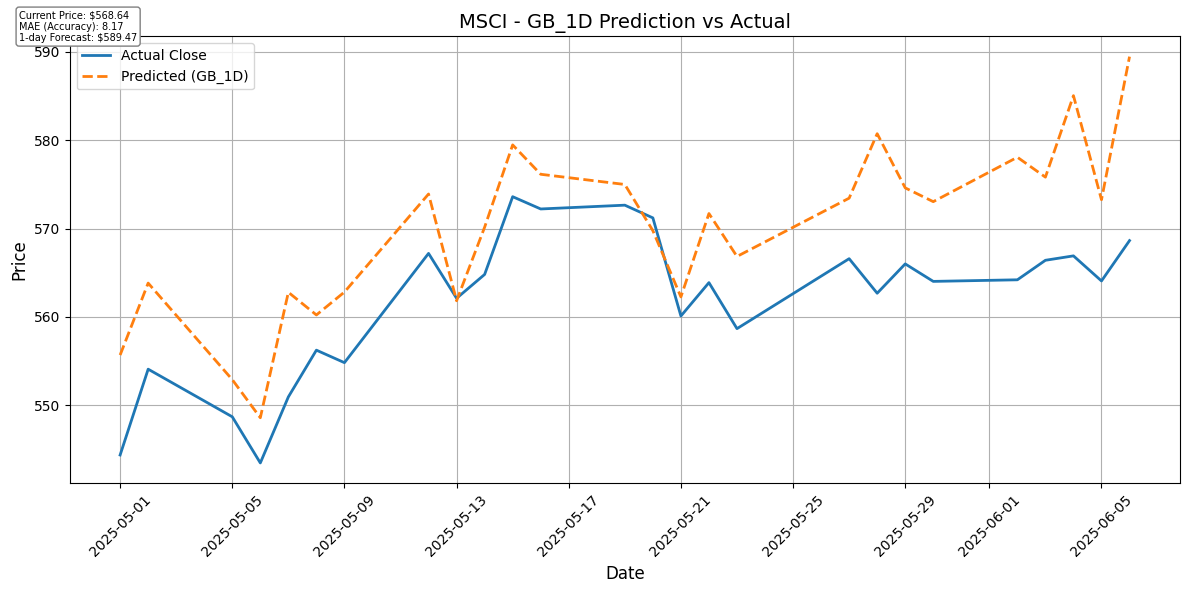 MSCI - GB_1D Prediction vs Actual
Current Price: $568.64
MAE (Accuracy): 8.17
1-day Forecast: $589.47
Actual Close
Predicted (GB_1D)
Price
590
580
570
560
550
2025-05-01
2025-05-05
2025-05-09
2025-05-13
2025-05-17
2025-05-21
2025-05-25
2025-05-29
2025-06-01
2025-06-05
Date